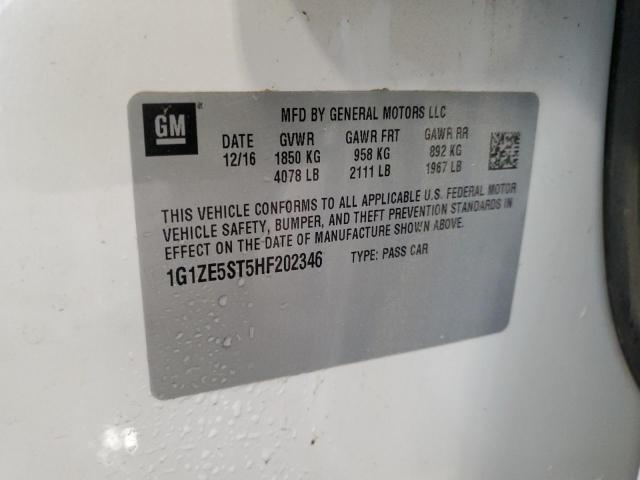 GM
MFD BY GENERAL MOTORS LLC
DATE GVWR GAWR FRT GAWR RR
12/16 1850 KG 958 KG 892 KG
4078 LB 2111 LB 1967 LB
THIS VEHICLE CONFORMS TO ALL APPLICABLE U.S. FEDERAL MOTOR
VEHICLE SAFETY, BUMPER, AND THEFT PREVENTION STANDARDS IN
EFFECT ON THE DATE OF MANUFACTURE SHOWN ABOVE.
1G1ZE5ST5HF202346 TYPE: PASS CAR